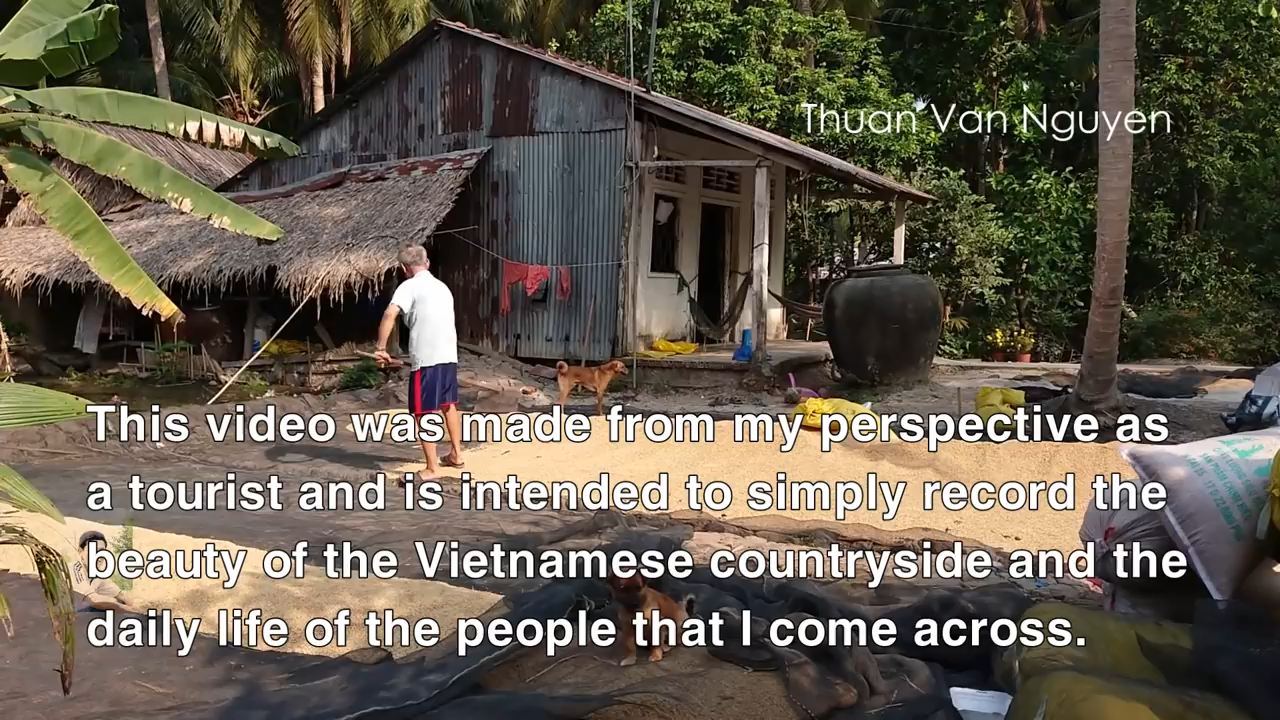 Thuan Van Nguyen
This video was made from my perspective as
a tourist and is intended to simply record the
beauty of the Vietnamese countryside and the
daily life of the people that I come across.